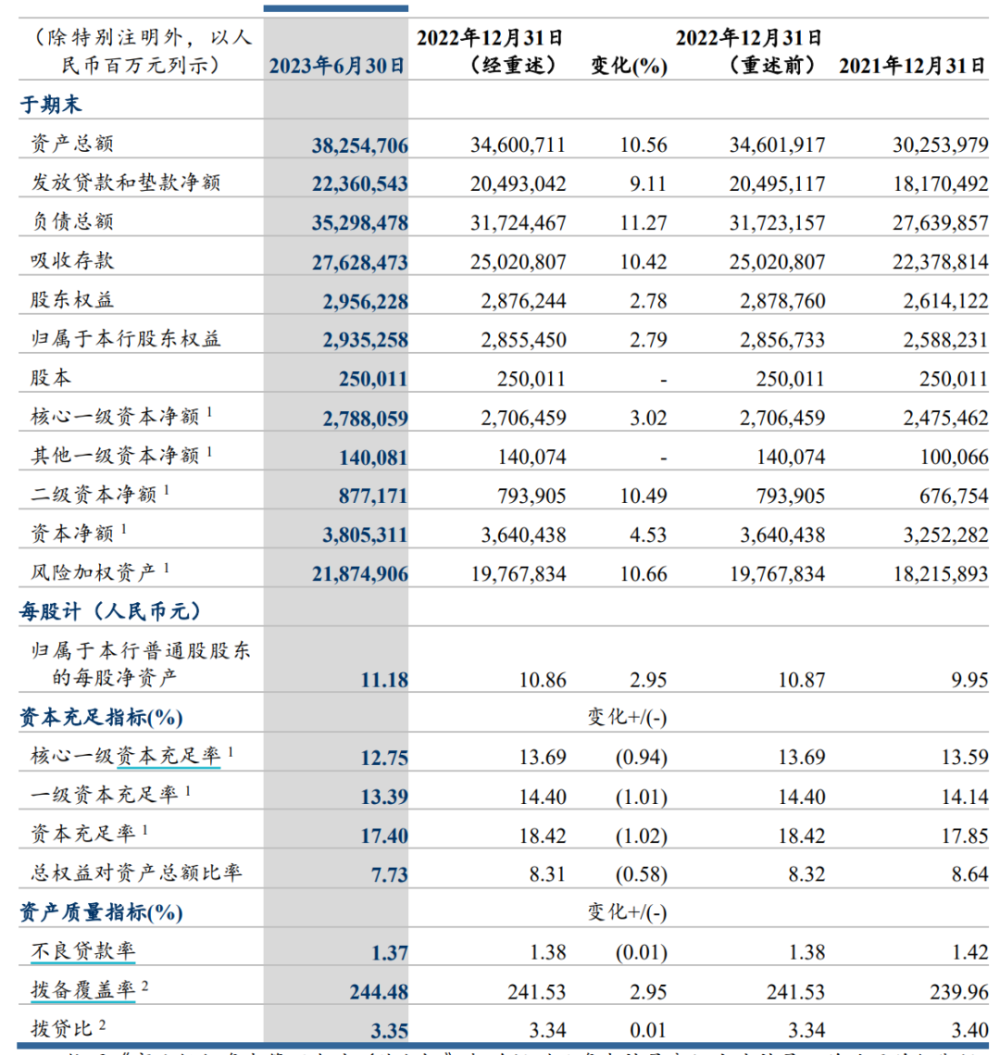 （除特别注明外，以人民币百万元列示） 2023年6月30日 2022年12月31日（经重述） 变化(%) 2022年12月31日（重述前） 2021年12月31日
于期末
资产总额 38,254,706 34,600,711 10.56 34,601,917 30,253,979
发放贷款和垫款净额 22,360,543 20,493,042 9.11 20,495,117 18,170,492
负债总额 35,298,478 31,724,467 11.27 31,723,157 27,639,857
吸收存款 27,628,473 25,020,807 10.42 25,020,807 22,378,814
股东权益 2,956,228 2,876,244 2.78 2,878,760 2,614,122
归属于本行股东权益 2,935,258 2,855,450 2.79 2,856,733 2,588,231
股本 250,011 250,011 - 250,011 250,011
核心一级资本净额 1 2,788,059 2,706,459 3.02 2,706,459 2,475,462
其他一级资本净额 1 140,081 140,074 - 140,074 100,066
二级资本净额 1 877,171 793,905 10.49 793,905 676,754
资本净额 1 3,805,311 3,640,438 4.53 3,640,438 3,252,282
风险加权资产 1 21,874,906 19,767,834 10.66 19,767,834 18,215,893
每股计（人民币元）
归属于本行普通股股东
的每股净资产 11.18 10.86 2.95 10.87 9.95
资本充足指标(%) 变化+/(-)
核心一级资本充足率 1 12.75 13.69 (0.94) 13.69 13.59
一级资本充足率 1 13.39 14.40 (1.01) 14.40 14.14
资本充足率 1 17.40 18.42 (1.02) 18.42 17.85
总权益对资产总额比率 7.73 8.31 (0.58) 8.32 8.64
资产质量指标(%) 变化+/(-)
不良贷款率 1.37 1.38 (0.01) 1.38 1.42
拨备覆盖率 2 244.48 241.53 2.95 241.53 239.96
拨贷比 2 3.35 3.34 0.01 3.34 3.40